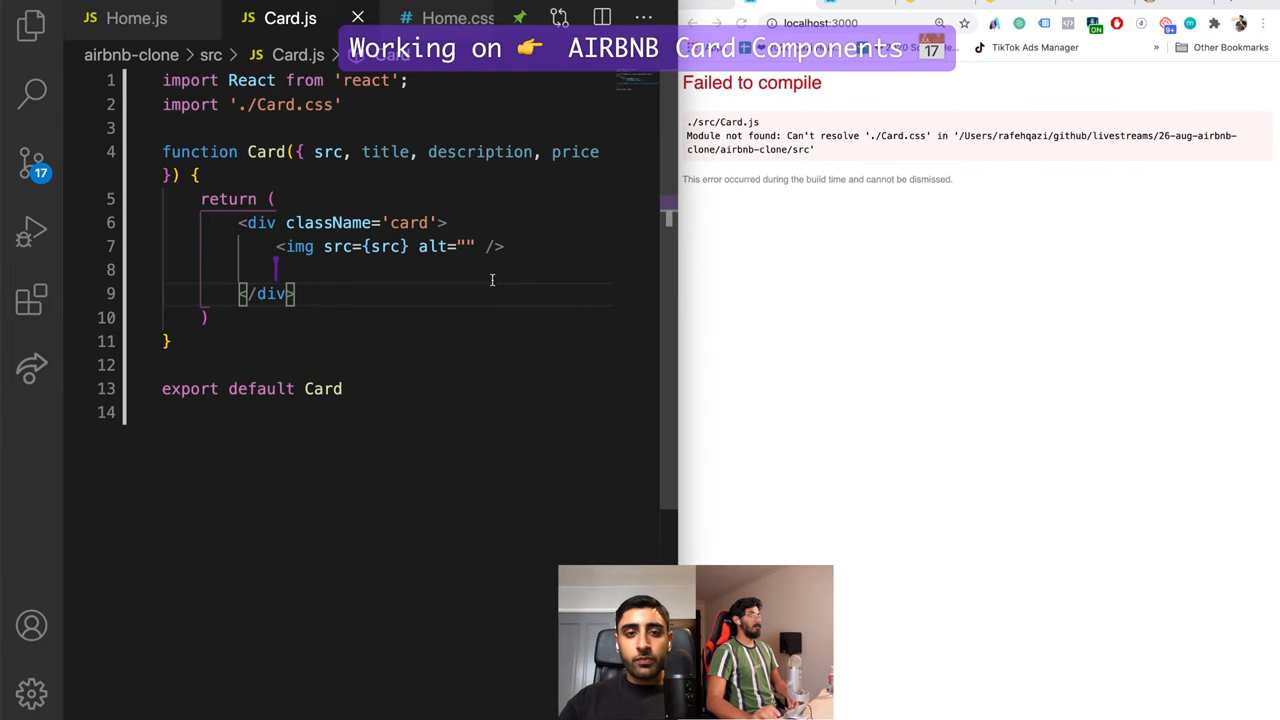 Home.js
Card.js
Home.css
localhost:3000
Working on 👉 AIRBNB Card Components
17
TikTok Ads Manager
» Other Bookmarks
ON
9+
airbnb-clone > src > JS Card.js >
1 import React from 'react';
2 import './Card.css'
3
4 function Card({ src, title, description, price
}) {
5 return (
6 <div className='card'>
7 <img src={src} alt="" />
8
9 </div>
10 )
11 }
12
13 export default Card
14
17
Failed to compile
./src/Card.js
Module not found: Can't resolve './Card.css' in '/Users/rafehqazi/github/livestreams/26-aug-airbnb-
clone/airbnb-clone/src'
This error occurred during the build time and cannot be dismissed.